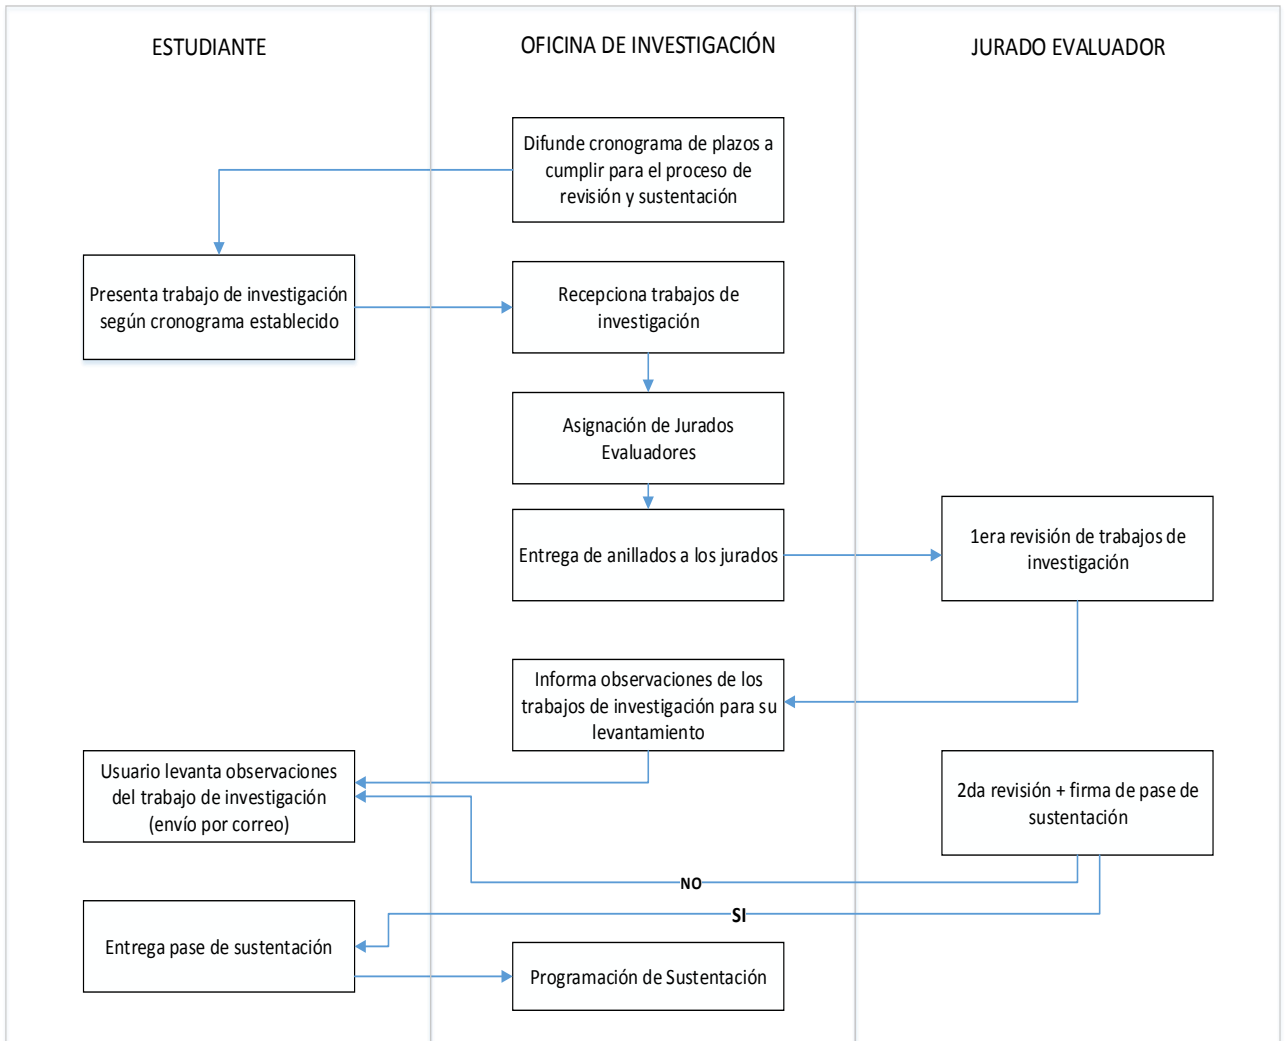 ESTUDIANTE
OFICINA DE INVESTIGACIÓN
JURADO EVALUADOR
Difunde cronograma de plazos a
cumplir para el proceso de
revisión y sustentación
Presenta trabajo de investigación
según cronograma establecido
Recepciona trabajos de
investigación
Asignación de Jurados
Evaluadores
Entrega de anillados a los jurados
1era revisión de trabajos de
investigación
Informa observaciones de los
trabajos de investigación para su
levantamiento
Usuario levanta observaciones
del trabajo de investigación
(envío por correo)
2da revisión + firma de pase de
sustentación
NO
SI
Entrega pase de sustentación
Programación de Sustentación